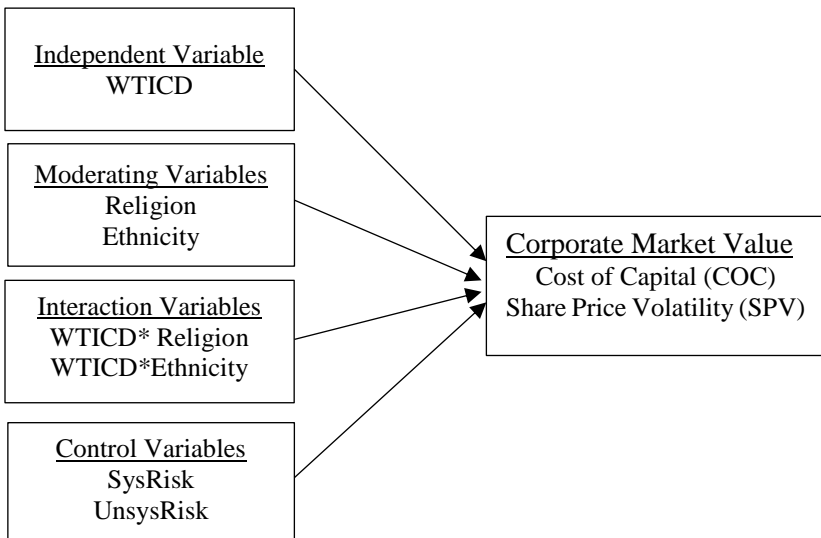 Independent Variable
WTICD
Moderating Variables
Religion
Ethnicity
Interaction Variables
WTICD* Religion
WTICD*Ethnicity
Control Variables
SysRisk
UnsysRisk
Corporate Market Value
Cost of Capital (COC)
Share Price Volatility (SPV)